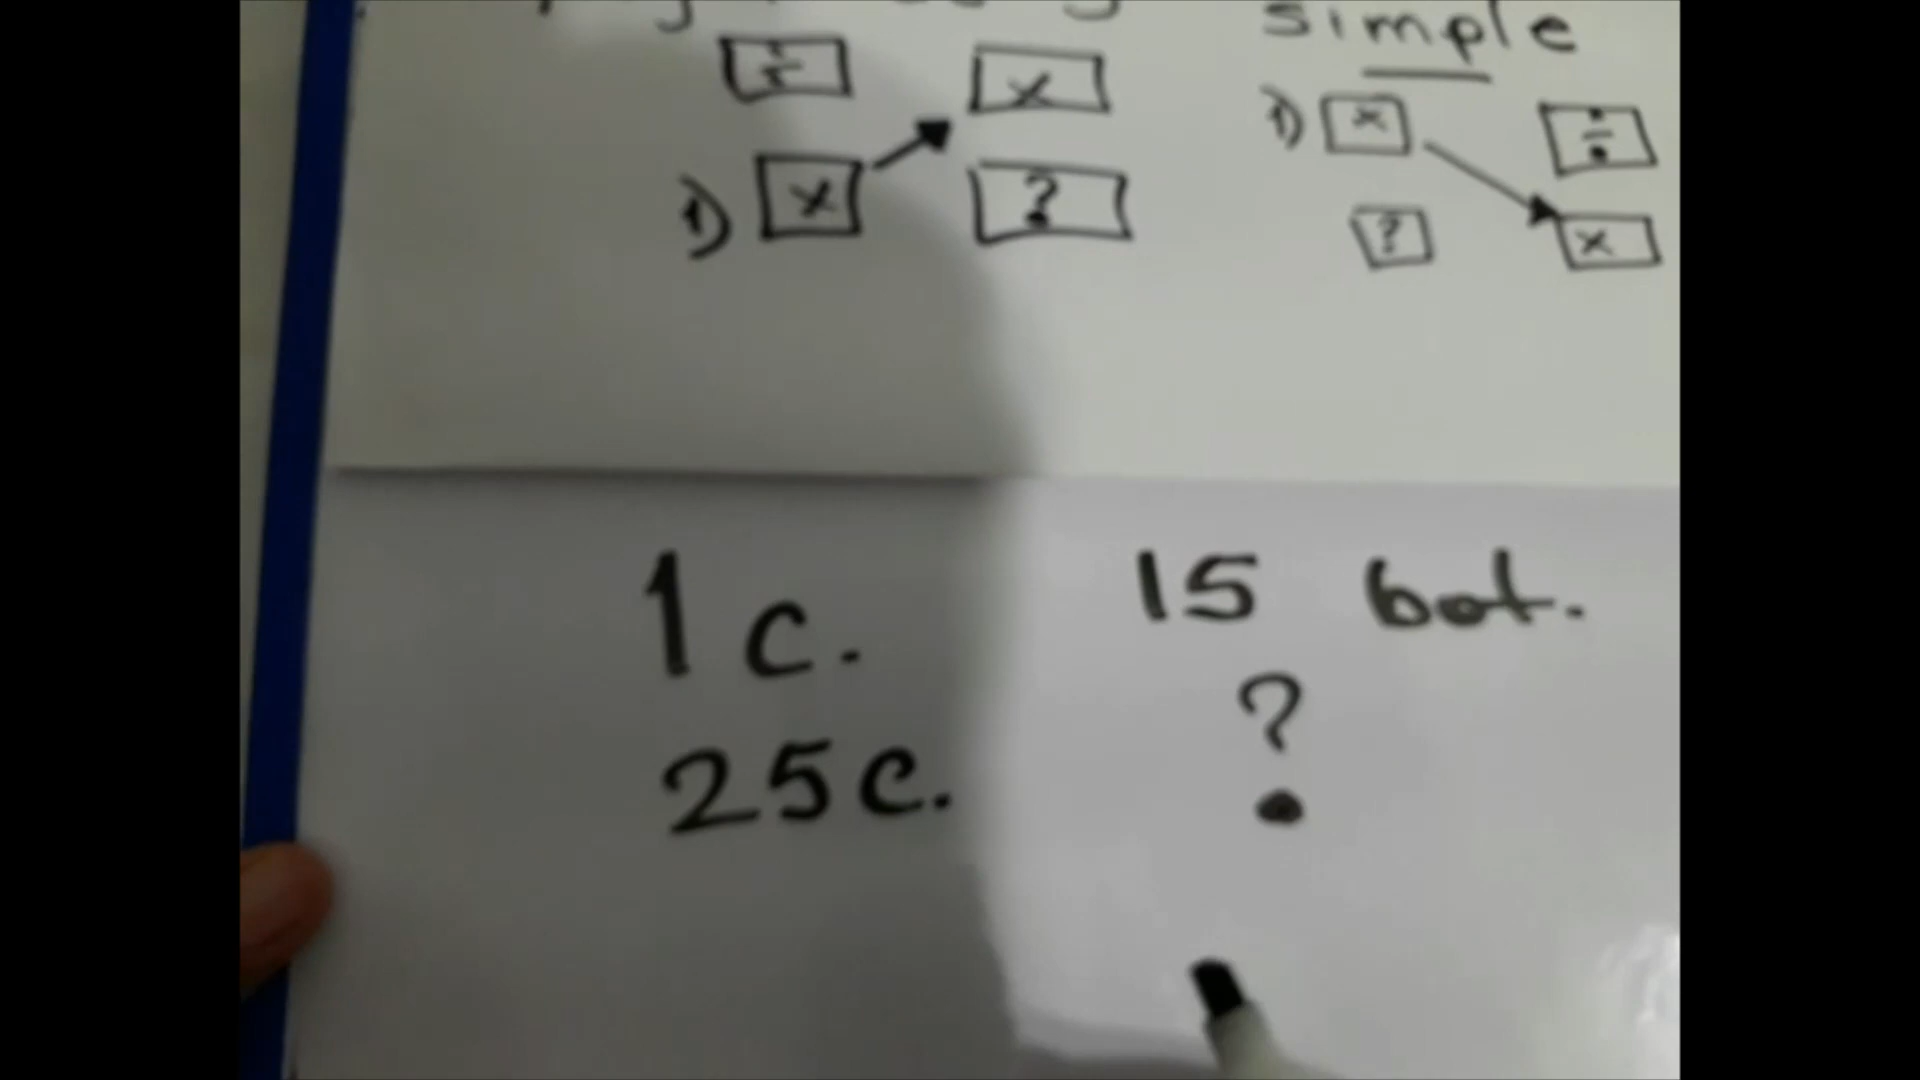 simple
÷ x
1) x ?
1) x ÷
? x
1 c. 15 bot.
25 c. ?